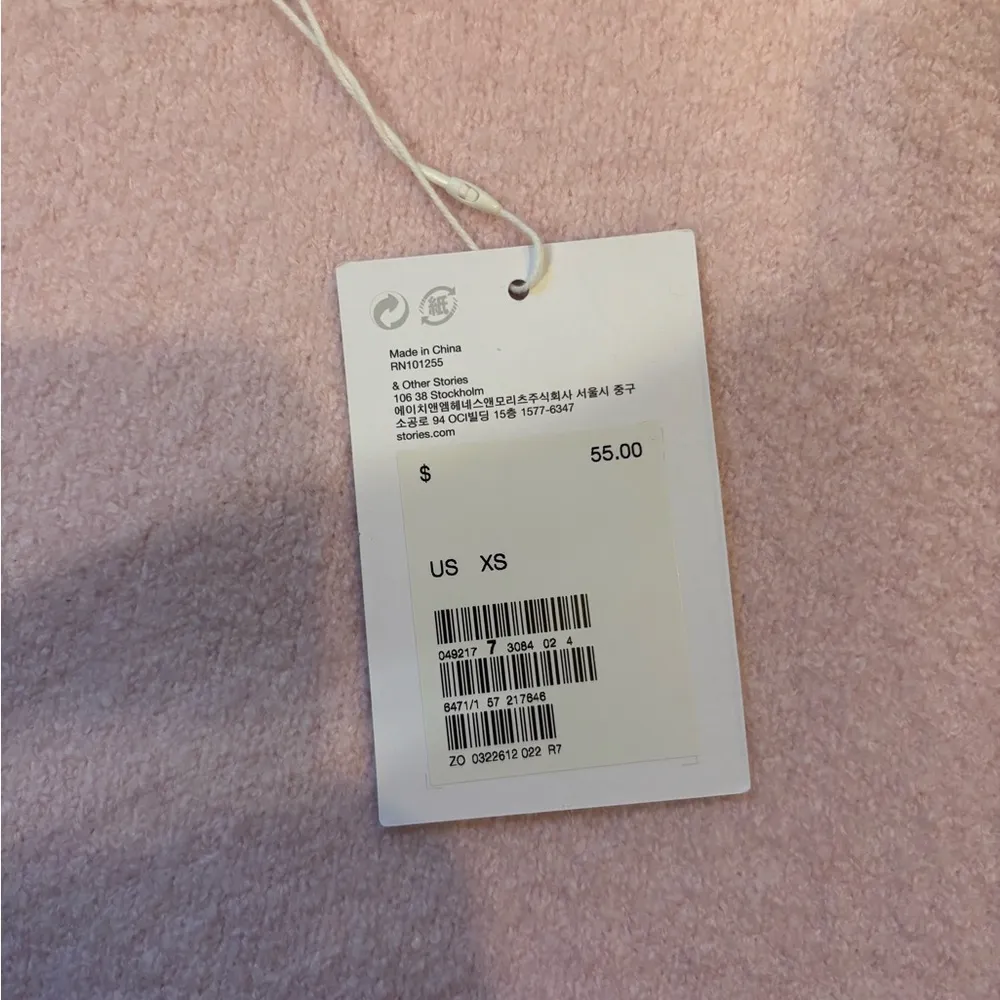 紙
Made in China
RN101255
& Other Stories
106 38 Stockholm
에이치앤엠헤네스앤모리츠주식회사 서울시 중구
소공로 94 OCI빌딩 15층 1577-6347
stories.com
$ 55.00
US XS
049217 7 3084 02 4
6471/1 57 217646
ZO 0322612 022 R7